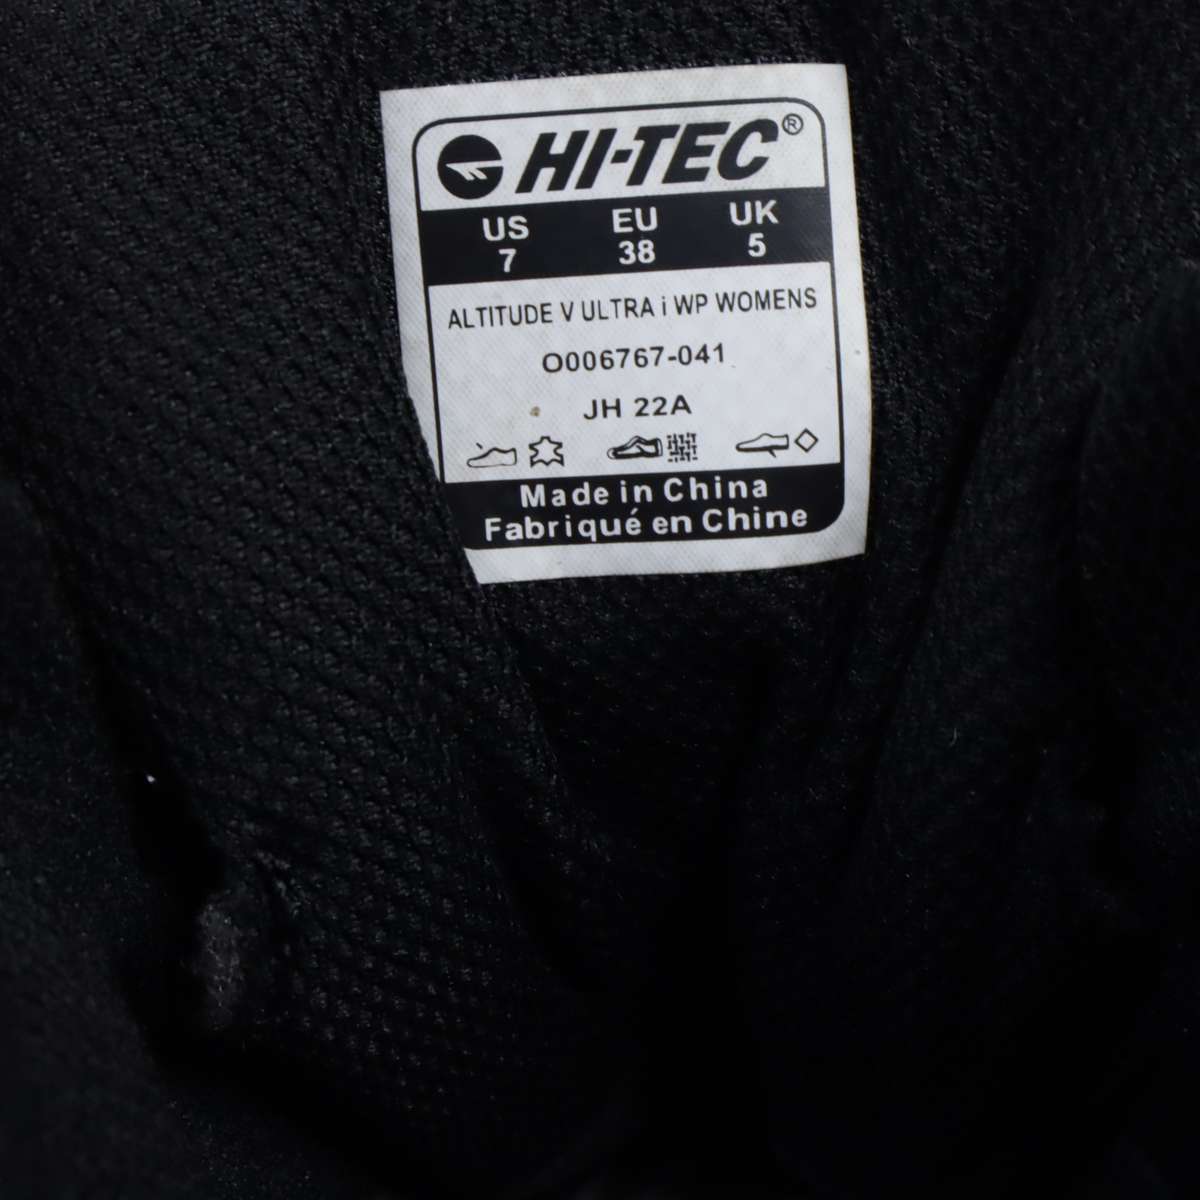 HI-TEC®
US EU UK
7 38 5
ALTITUDE V ULTRA i WP WOMENS
O006767-041
JH 22A
Made in China
Fabriqué en Chine